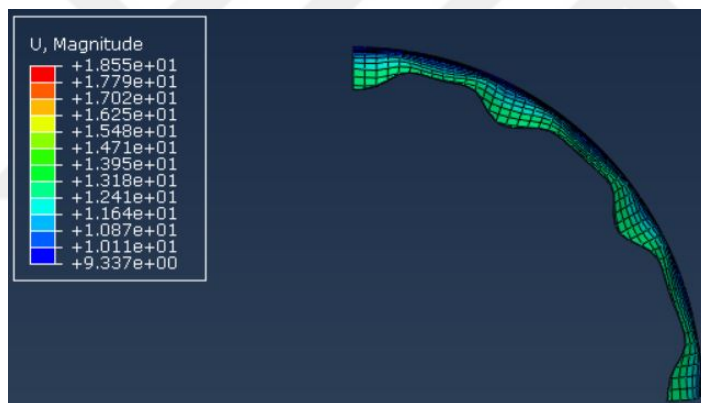 U, Magnitude
+1.855e+01
+1.779e+01
+1.702e+01
+1.625e+01
+1.548e+01
+1.471e+01
+1.395e+01
+1.318e+01
+1.241e+01
+1.164e+01
+1.087e+01
+1.011e+01
+9.337e+00